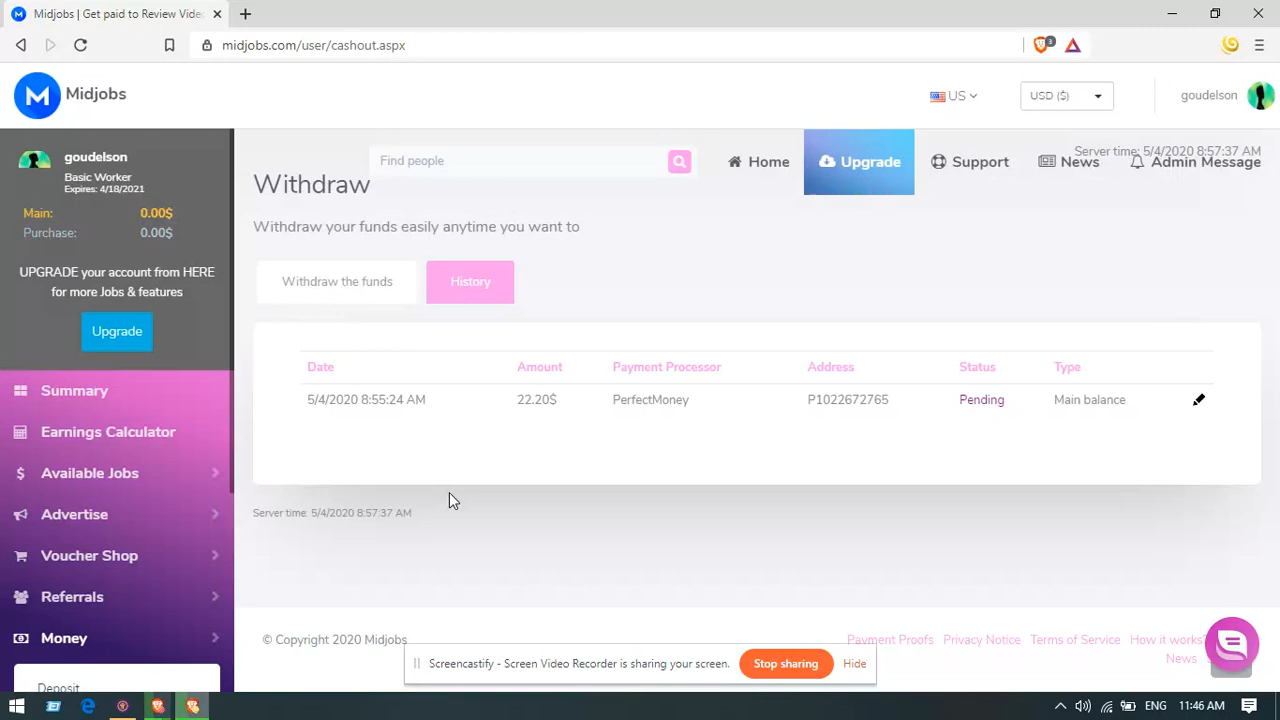 Midjobs | Get paid to Review Vide
midjobs.com/user/cashout.aspx
3
M Midjobs
US
USD ($)
goudelson
goudelson
Basic Worker
Expires: 4/18/2021
Main: 0.00$
Purchase: 0.00$
UPGRADE your account from HERE
for more Jobs & features
Upgrade
Summary
Earnings Calculator
Available Jobs
Advertise
Voucher Shop
Referrals
Money
Deposit
Find people
Home
Upgrade
Support
News
Admin Message
Server time: 5/4/2020 8:57:37 AM
Withdraw
Withdraw your funds easily anytime you want to
Withdraw the funds
History
Date Amount Payment Processor Address Status Type
5/4/2020 8:55:24 AM 22.20$ PerfectMoney P1022672765 Pending Main balance
Server time: 5/4/2020 8:57:37 AM
© Copyright 2020 Midjobs
Payment Proofs Privacy Notice Terms of Service How it works?
News
Screencastify - Screen Video Recorder is sharing your screen.
Stop sharing
Hide
ENG 11:46 AM